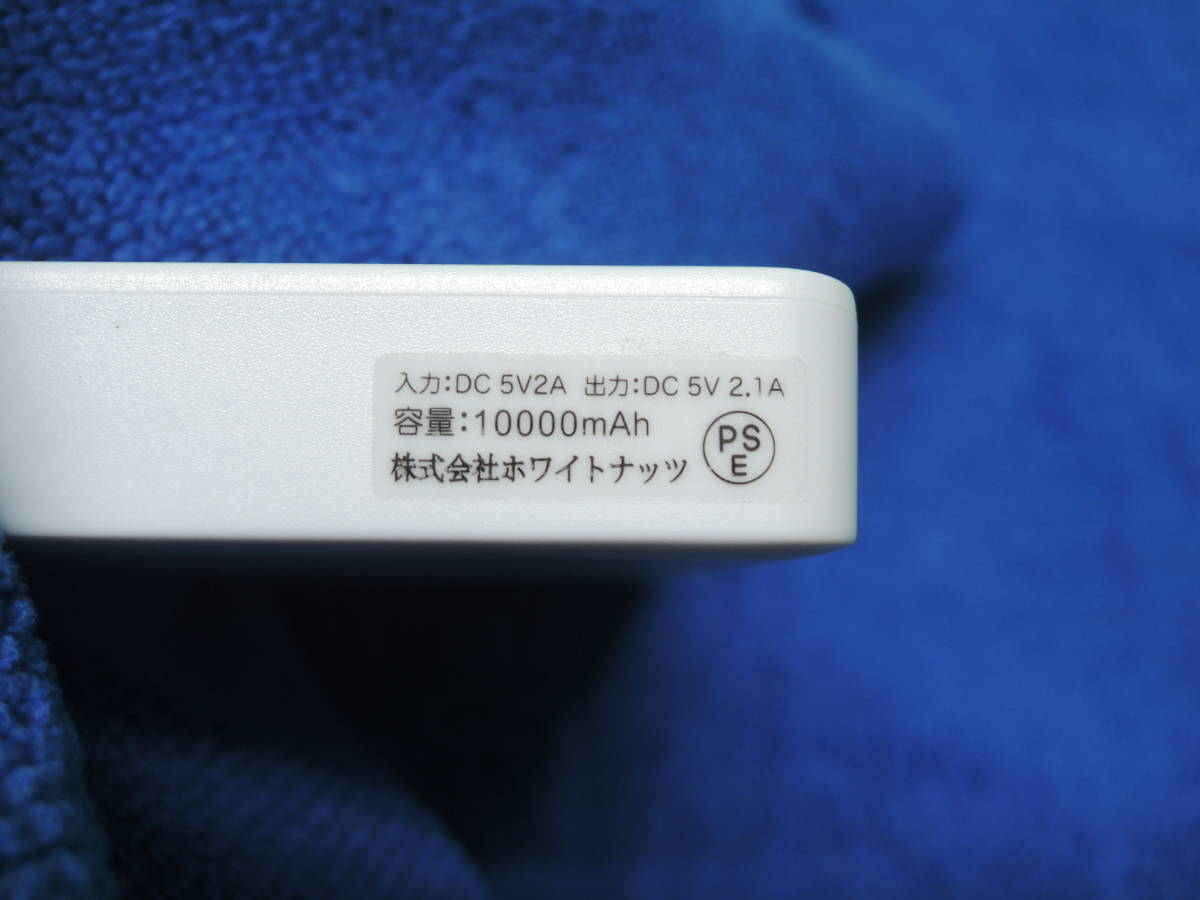 入力:DC 5V2A 出力:DC 5V 2.1A
容量:10000mAh
株式会社ホワイトナッツ
PS
E